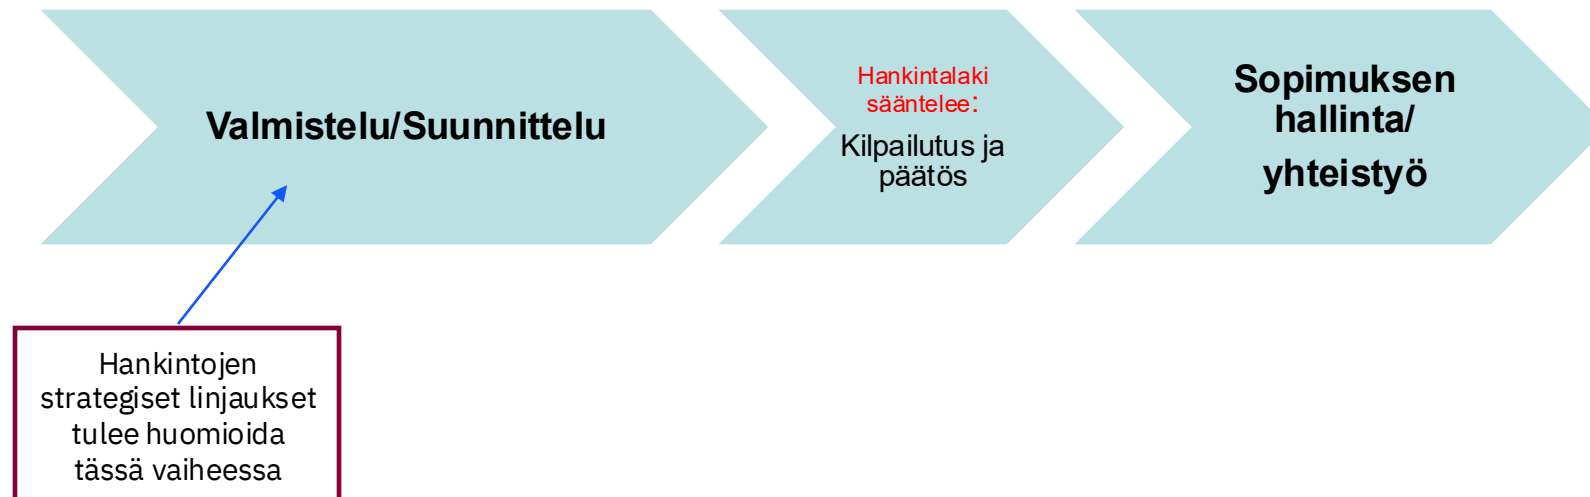 Valmistelu/Suunnittelu
Hankintalaki
sääntelee:
Kilpailutus ja
päätös
Sopimuksen
hallinta/
yhteistyö
Hankintojen
strategiset linjaukset
tulee huomioida
tässä vaiheessa